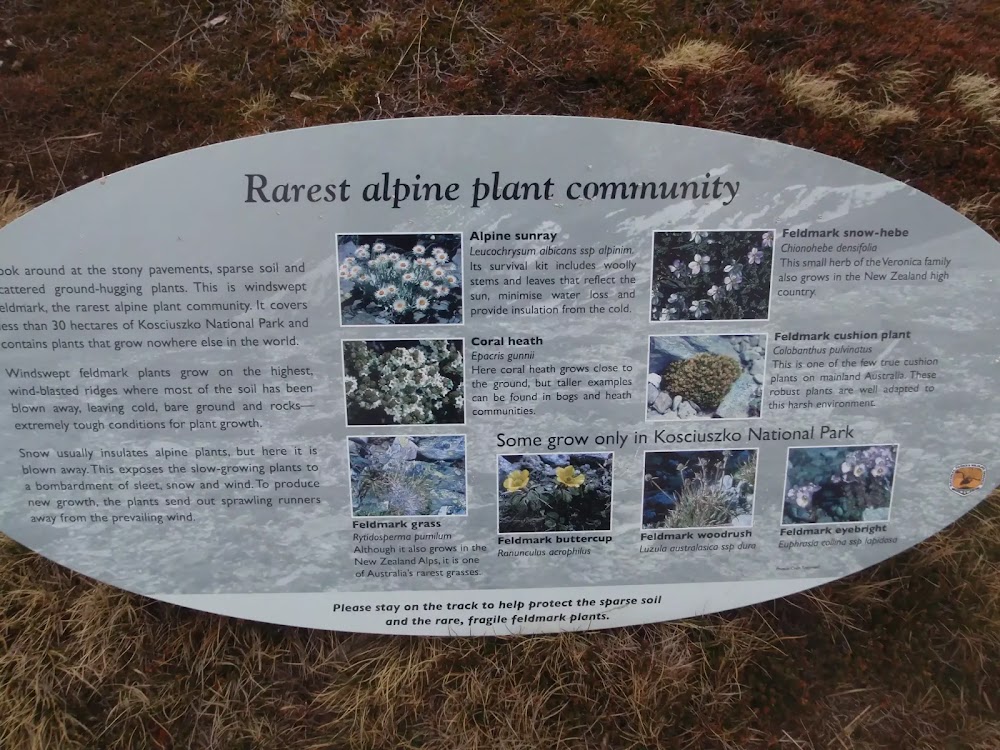 Rarest alpine plant community
ook around at the stony pavements, sparse soil and
cattered ground-hugging plants. This is windswept
eldmark, the rarest alpine plant community. It covers
ess than 30 hectares of Kosciuszko National Park and
contains plants that grow nowhere else in the world.
Windswept feldmark plants grow on the highest,
wind-blasted ridges where most of the soil has been
blown away, leaving cold, bare ground and rocks—
extremely tough conditions for plant growth.
Snow usually insulates alpine plants, but here it is
blown away. This exposes the slow-growing plants to
a bombardment of sleet, snow and wind. To produce
new growth, the plants send out sprawling runners
away from the prevailing wind.
Alpine sunray
Leucochrysum albicans ssp alpinim.
Its survival kit includes woolly
stems and leaves that reflect the
sun, minimise water loss and
provide insulation from the cold.
Coral heath
Epacris gunnii
Here coral heath grows close to
the ground, but taller examples
can be found in bogs and heath
communities.
Feldmark grass
Rytidosperma pumilum
Although it also grows in the
New Zealand Alps, it is one
of Australia's rarest grasses.
Feldmark snow-hebe
Chionohebe densifolia
This small herb of the Veronica family
also grows in the New Zealand high
country.
Feldmark cushion plant
Colobanthus pulvinatus
This is one of the few true cushion
plants on mainland Australia. These
robust plants are well adapted to
this harsh environment.
Some grow only in Kosciuszko National Park
Feldmark buttercup
Ranunculus acrophilus
Feldmark woodrush
Luzula australasica ssp dura
Feldmark eyebright
Euphrasia collina ssp lapidosa
Please stay on the track to help protect the sparse soil
and the rare, fragile feldmark plants.